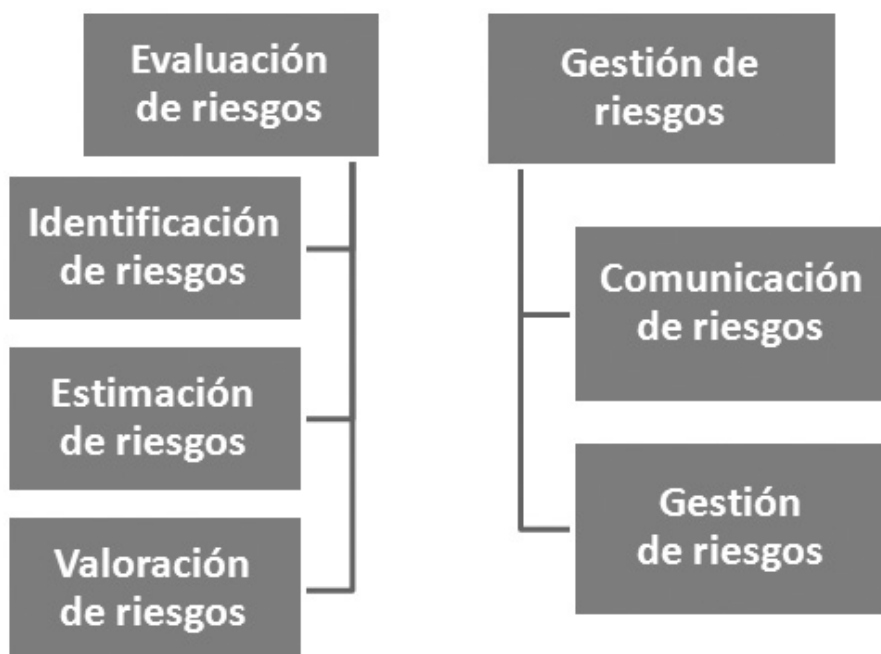 Evaluación
de riesgos
Identificación
de riesgos
Estimación
de riesgos
Valoración
de riesgos
Gestión de
riesgos
Comunicación
de riesgos
Gestión
de riesgos